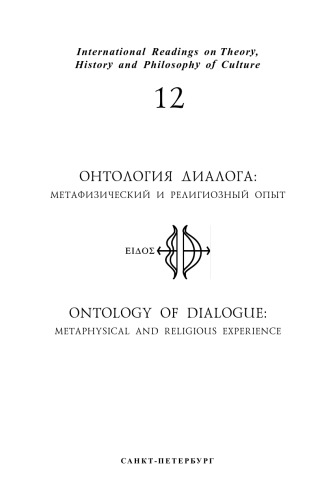 International Readings on Theory,
History and Philosophy of Culture
12
ОНТОЛОГИЯ ДИАЛОГА:
МЕТАФИЗИЧЕСКИЙ И РЕЛИГИОЗНЫЙ ОПЫТ
ΕΙΔΟΣ
ONTOLOGY OF DIALOGUE:
METAPHYSICAL AND RELIGIOUS EXPERIENCE
САНКТ-ПЕТЕРБУРГ